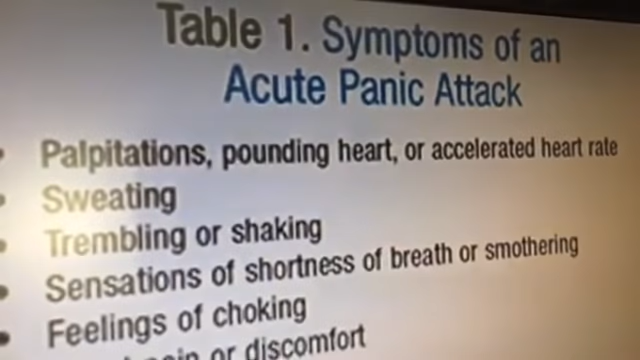 Table 1. Symptoms of an
Acute Panic Attack
• Palpitations, pounding heart, or accelerated heart rate
• Sweating
• Trembling or shaking
• Sensations of shortness of breath or smothering
• Feelings of choking
or discomfort